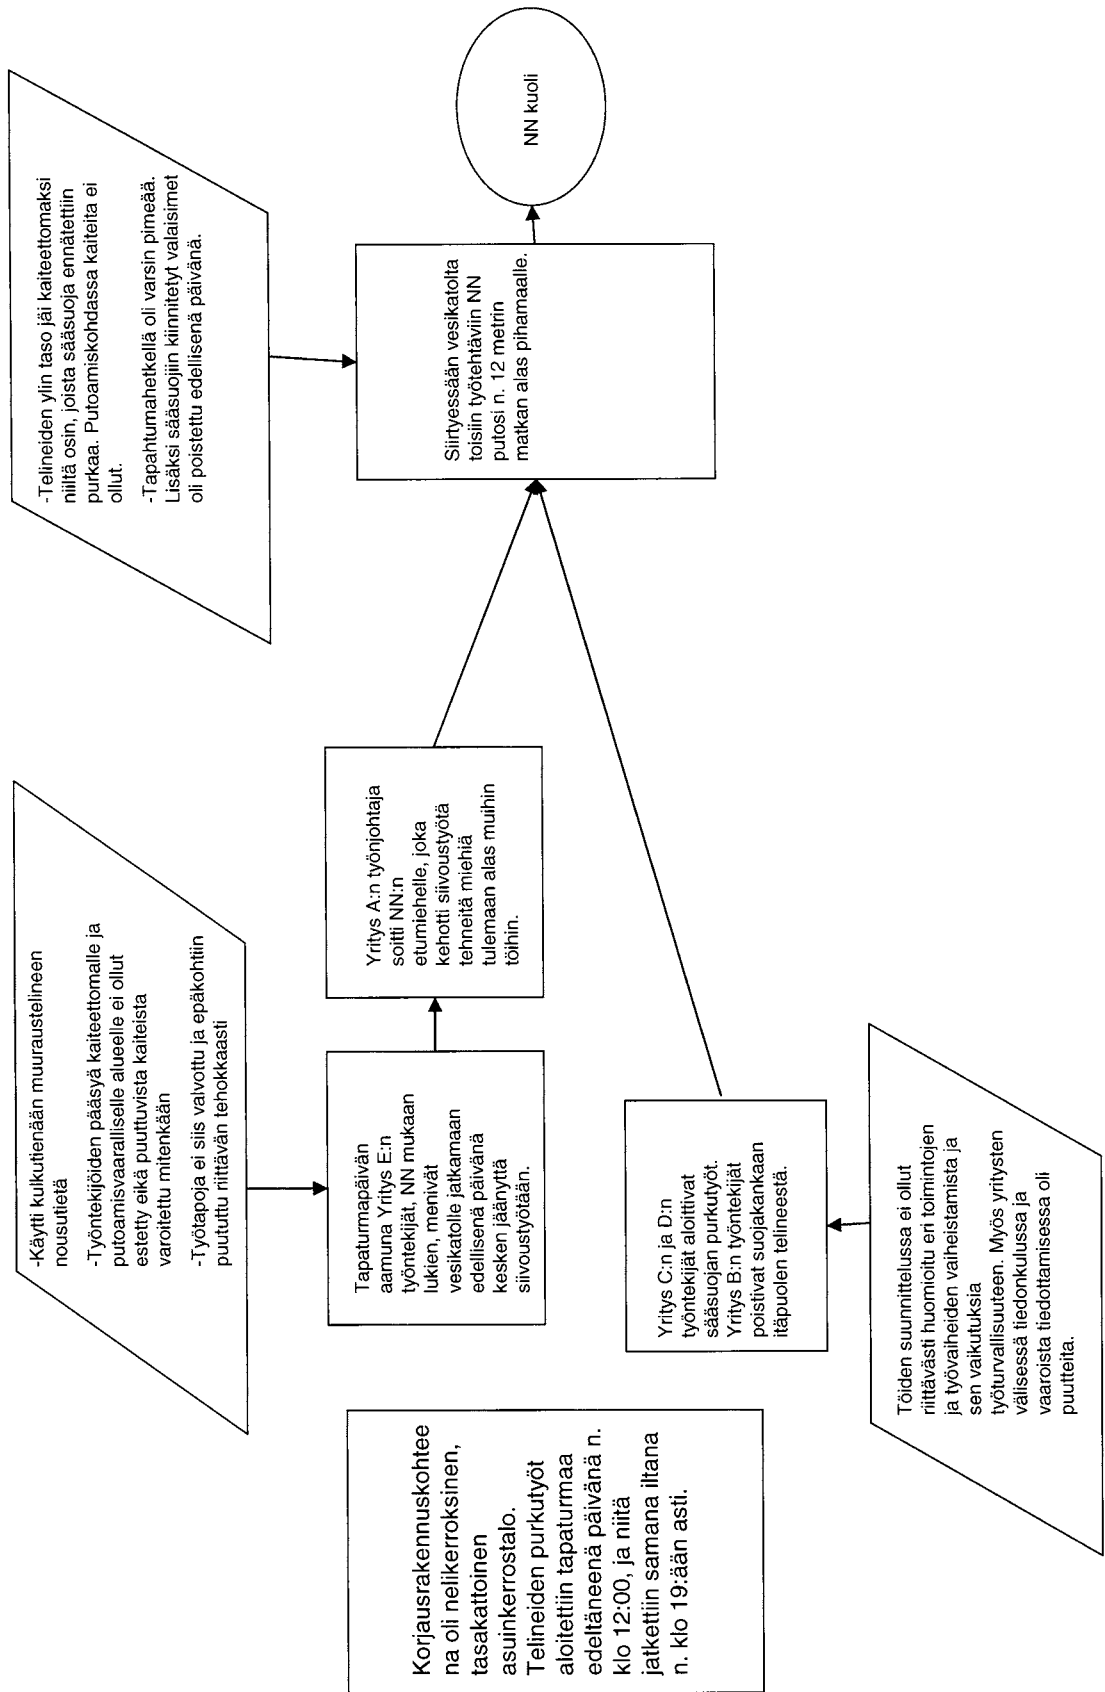 Korjausrakennuskohtee
na oli nelikerroksinen,
tasakattoinen
asuinkerrostalo.
Telineiden purkutyöt
aloitettiin tapaturmaa
edeltäneenä päivänä n.
klo 12:00, ja niitä
jatkettiin samana iltana
n. klo 19:ään asti.
-Käytti kulkutienään muuraustelineen
nousutietä
-Työntekijöiden pääsyä kaiteettomalle ja
putoamisvaaralliselle alueelle ei ollut
estetty eikä puuttuvista kaiteista
varoitettu mitenkään
-Työtapoja ei siis valvottu ja epäkohtiin
puututtu riittävän tehokkaasti
Tapaturmapäivän
aamuna Yritys E:n
työntekijät, NN mukaan
lukien, menivät
vesikatolle jatkamaan
edellisenä päivänä
kesken jäänyttä
siivoustyötään.
Yritys A:n työnjohtaja
soitti NN:n
etumiehelle, joka
kehotti siivoustyötä
tehneitä miehiä
tulemaan alas muihin
töihin.
Yritys C:n ja D:n
työntekijät aloittivat
sääsuojan purkutyöt.
Yritys B:n työntekijät
poistivat suojakankaan
itäpuolen telineestä.
Töiden suunnittelussa ei ollut
riittävästi huomioitu eri toimintojen
ja työvaiheiden vaiheistamista ja
sen vaikutuksia
työturvallisuuteen. Myös yritysten
välisessä tiedonkulussa ja
vaaroista tiedottamisessa oli
puutteita.
-Telineiden ylin taso jäi kaiteettomaksi
niiltä osin, joista sääsuoja ennätettiin
purkaa. Putoamiskohdassa kaiteita ei
ollut.
-Tapahtumahetkellä oli varsin pimeää.
Lisäksi sääsuojiin kiinnitetyt valaisimet
oli poistettu edellisenä päivänä.
Siirtyessään vesikatolta
toisiin työtehtäviin NN
putosi n. 12 metrin
matkan alas pihamaalle.
NN kuoli